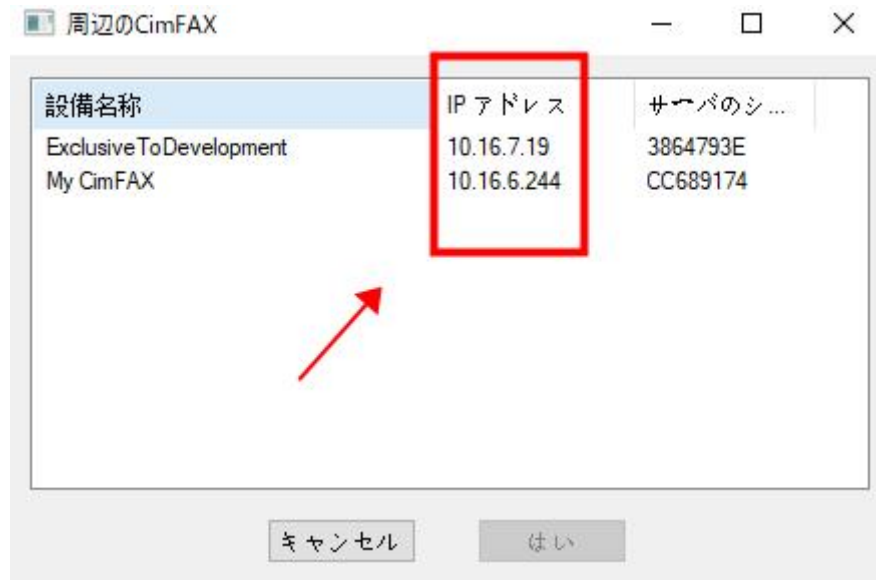 周辺のCimFAX
設備名称 IP アドレス サーバのシ...
ExclusiveToDevelopment 10.16.7.19 3864793E
My CimFAX 10.16.6.244 CC689174
キャンセル はい